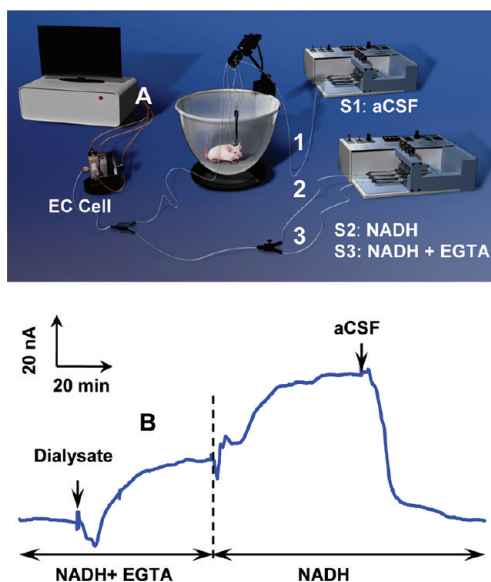 A
S1: aCSF
1
2
EC Cell
3
S2: NADH
S3: NADH + EGTA
20 nA
20 min
aCSF
B
Dialysate
NADH+ EGTA
NADH